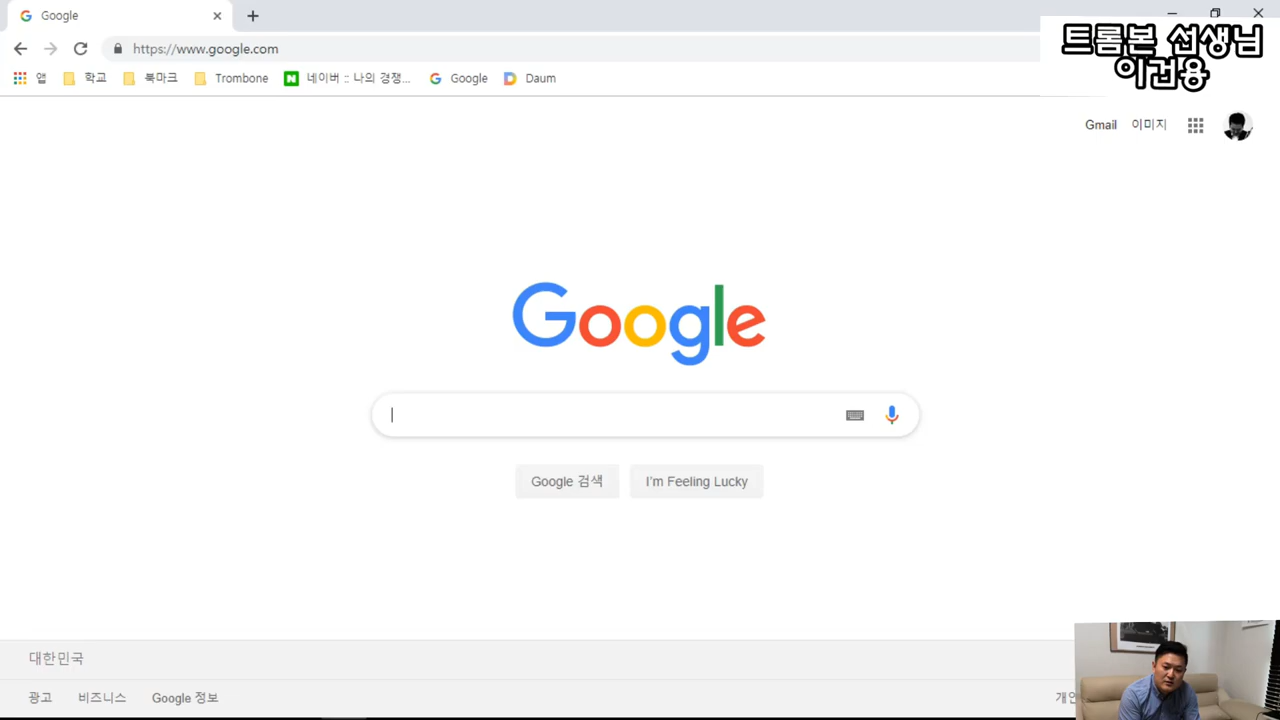 Google
트롬본 선생님
이건용
https://www.google.com
앱
학교
북마크
Trombone
네이버 :: 나의 경쟁...
Google
Daum
Gmail
이미지
Google
Google 검색
I'm Feeling Lucky
대한민국
광고
비즈니스
Google 정보
개인